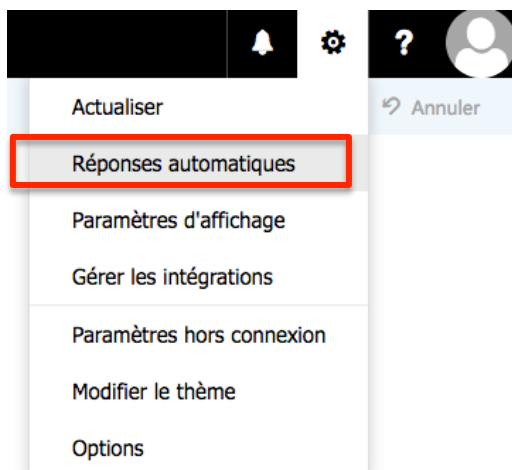 ?
Actualiser
Annuler
Réponses automatiques
Paramètres d'affichage
Gérer les intégrations
Paramètres hors connexion
Modifier le thème
Options